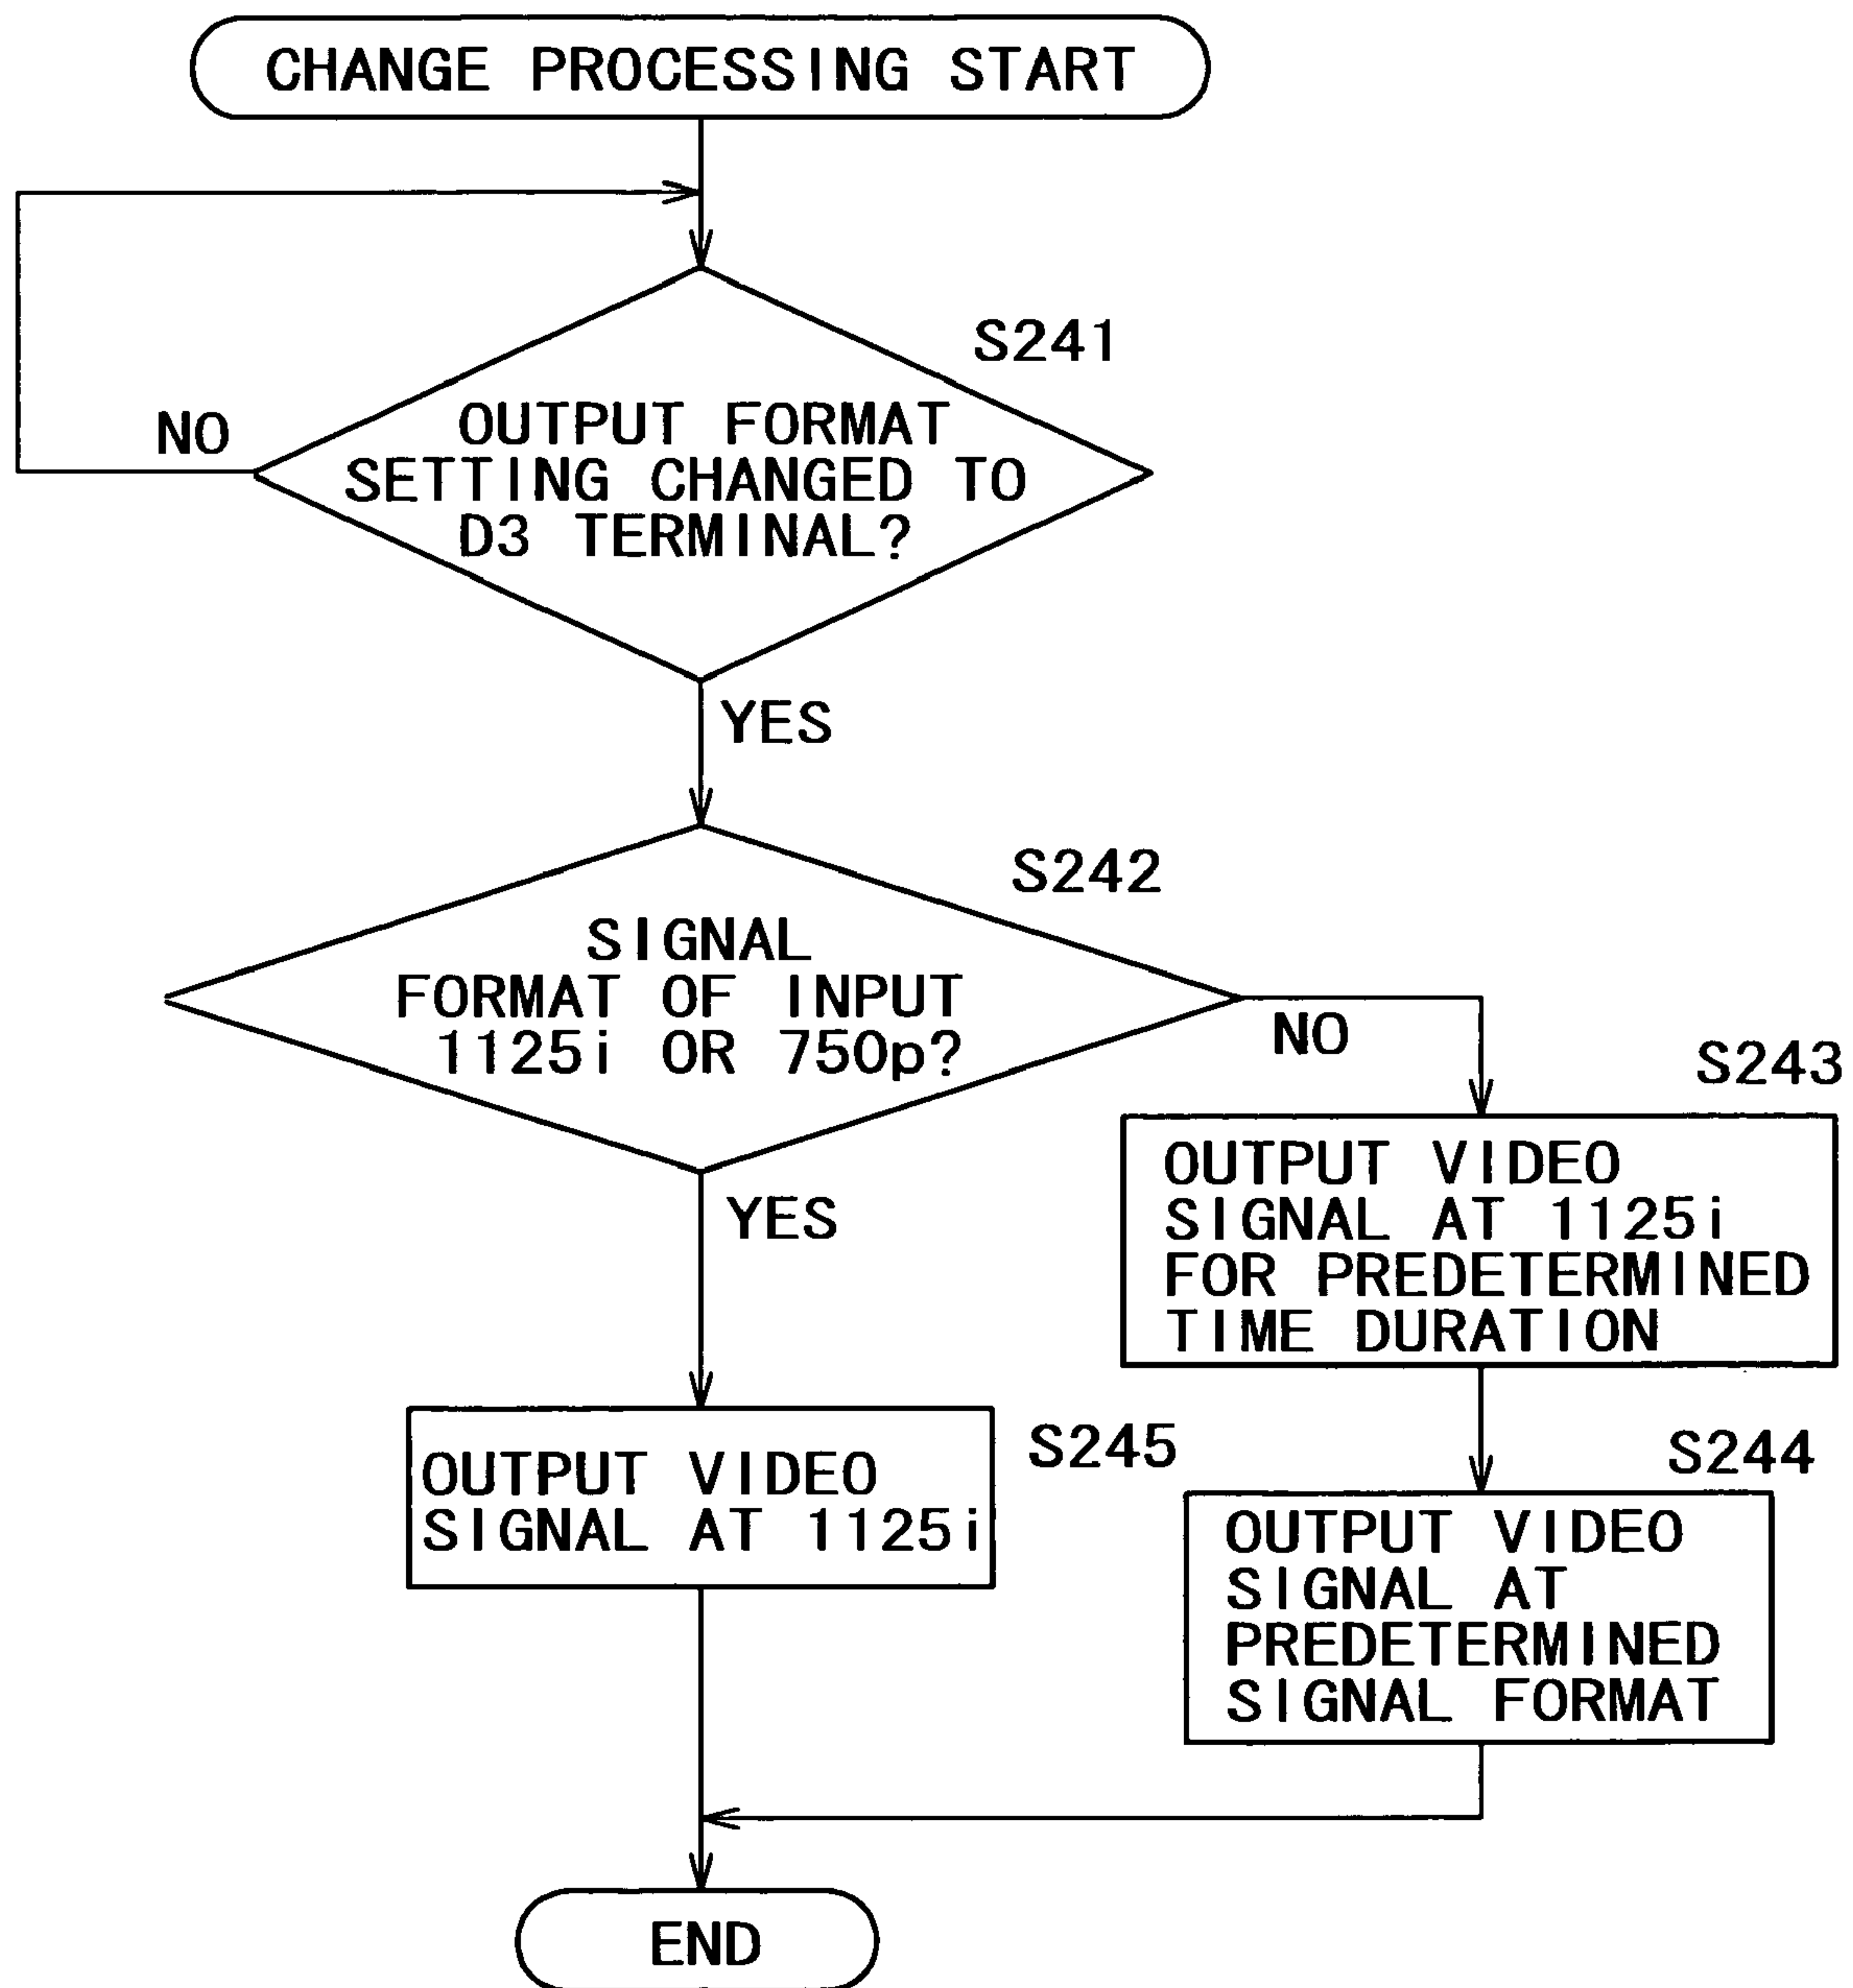 CHANGE PROCESSING START
S241
OUTPUT FORMAT
SETTING CHANGED TO
D3 TERMINAL?
NO
YES
S242
SIGNAL
FORMAT OF INPUT
1125i OR 750p?
NO
S243
OUTPUT VIDEO
SIGNAL AT 1125i
FOR PREDETERMINED
TIME DURATION
YES
S245
OUTPUT VIDEO
SIGNAL AT 1125i
S244
OUTPUT VIDEO
SIGNAL AT
PREDETERMINED
SIGNAL FORMAT
END